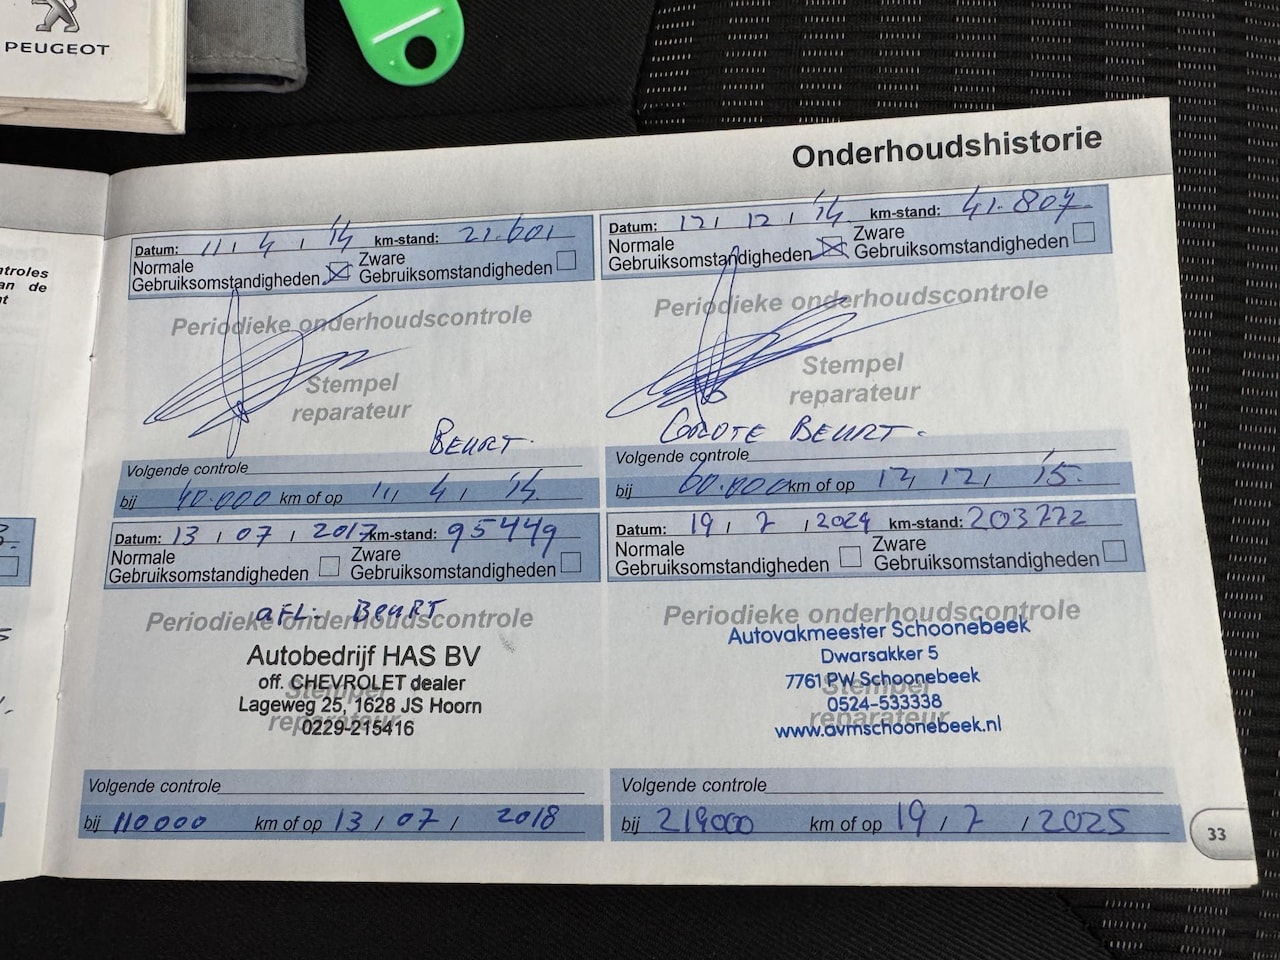 PEUGEOT
Onderhoudshistorie
Datum: 11 / 4 / '14 km-stand: 21.601
Normale
Gebruiksomstandigheden
Zware
Gebruiksomstandigheden
Periodieke onderhoudscontrole
Stempel
reparateur
BEURT.
Volgende controle
bij 40.000 km of op 11/ 4 /
Datum: 12 / 12 / '14 km-stand: 41.807
Normale
Gebruiksomstandigheden
Zware
Gebruiksomstandigheden
Periodieke onderhoudscontrole
Stempel
reparateur
GROTE BEURT.
Volgende controle
bij 60.000 km of op 12/ 12/ '15.
Datum: 13 / 07 / 2017 km-stand: 95449
Normale
Gebruiksomstandigheden
Zware
Gebruiksomstandigheden
Periodieke onderhoudscontrole
afl. BEURT
Autobedrijf HAS BV
off. CHEVROLET dealer
Stempel
Lageweg 25, 1628 JS Hoorn
reparateur
0229-215416
Volgende controle
bij 110000 km of op 13 / 07 / 2018
Datum: 19 / 7 / 2024 km-stand: 203772
Normale
Gebruiksomstandigheden
Zware
Gebruiksomstandigheden
Periodieke onderhoudscontrole
Autovakmeester Schoonebeek
Dwarsakker 5
7761 PW Schoonebeek
Stempel
0524-533338
reparateur
www.avmschoonebeek.nl
Volgende controle
bij 219000 km of op 19 / 7 / 2025
33